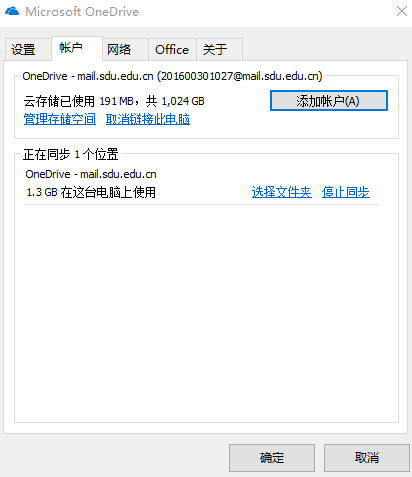 Microsoft OneDrive
设置 帐户 网络 Office 关于
OneDrive - mail.sdu.edu.cn (201600301027@mail.sdu.edu.cn)
云存储已使用 191 MB，共 1,024 GB 添加帐户(A)
管理存储空间 取消链接此电脑
正在同步 1 个位置
OneDrive - mail.sdu.edu.cn
1.3 GB 在这台电脑上使用 选择文件夹 停止同步
确定 取消